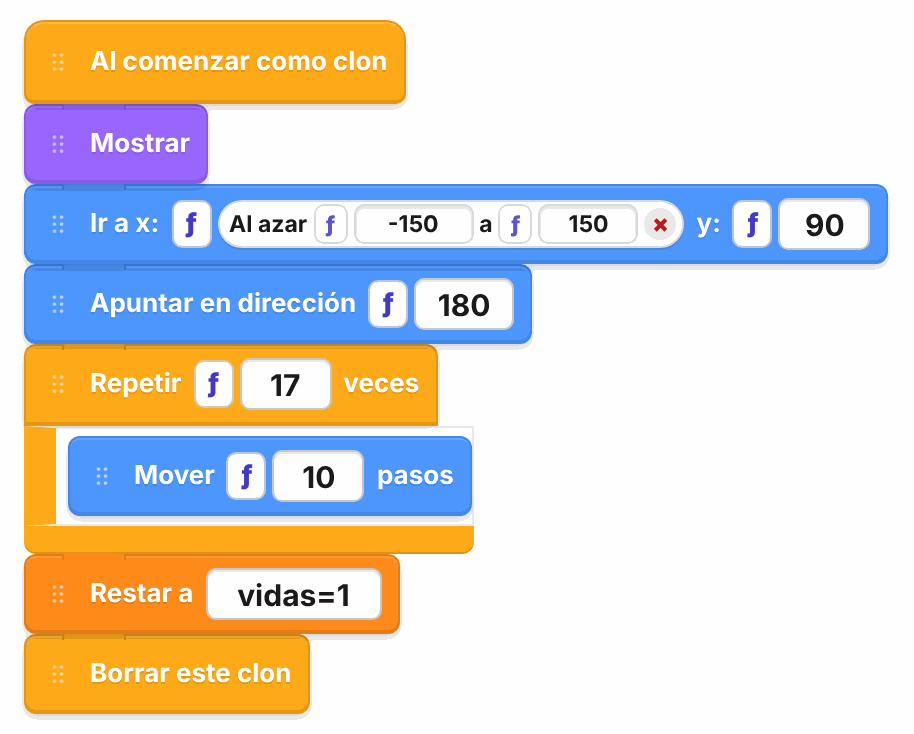 Al comenzar como clon
Mostrar
Ir a x: ƒ Al azar ƒ -150 a ƒ 150 ✖ y: ƒ 90
Apuntar en dirección ƒ 180
Repetir ƒ 17 veces
Mover ƒ 10 pasos
Restar a vidas=1
Borrar este clon